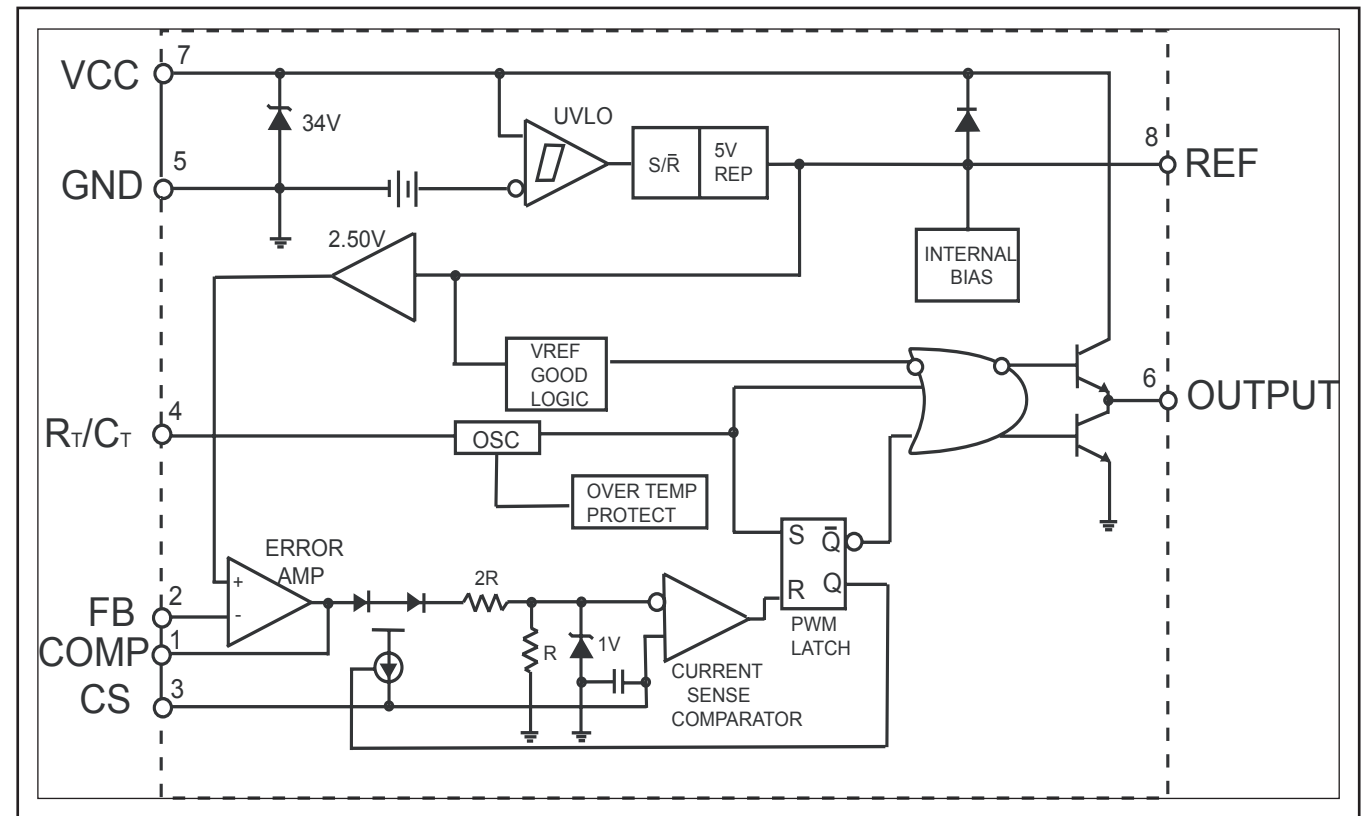 7
VCC
34V
UVLO
S/R̅
5V
REP
8
REF
5
GND
2.50V
INTERNAL
BIAS
VREF
GOOD
LOGIC
6
OUTPUT
4
RT/CT
OSC
OVER TEMP
PROTECT
S
Q̅
R
Q
PWM
LATCH
ERROR
AMP
+
-
2R
R
1V
2
FB
1
COMP
3
CS
CURRENT
SENSE
COMPARATOR